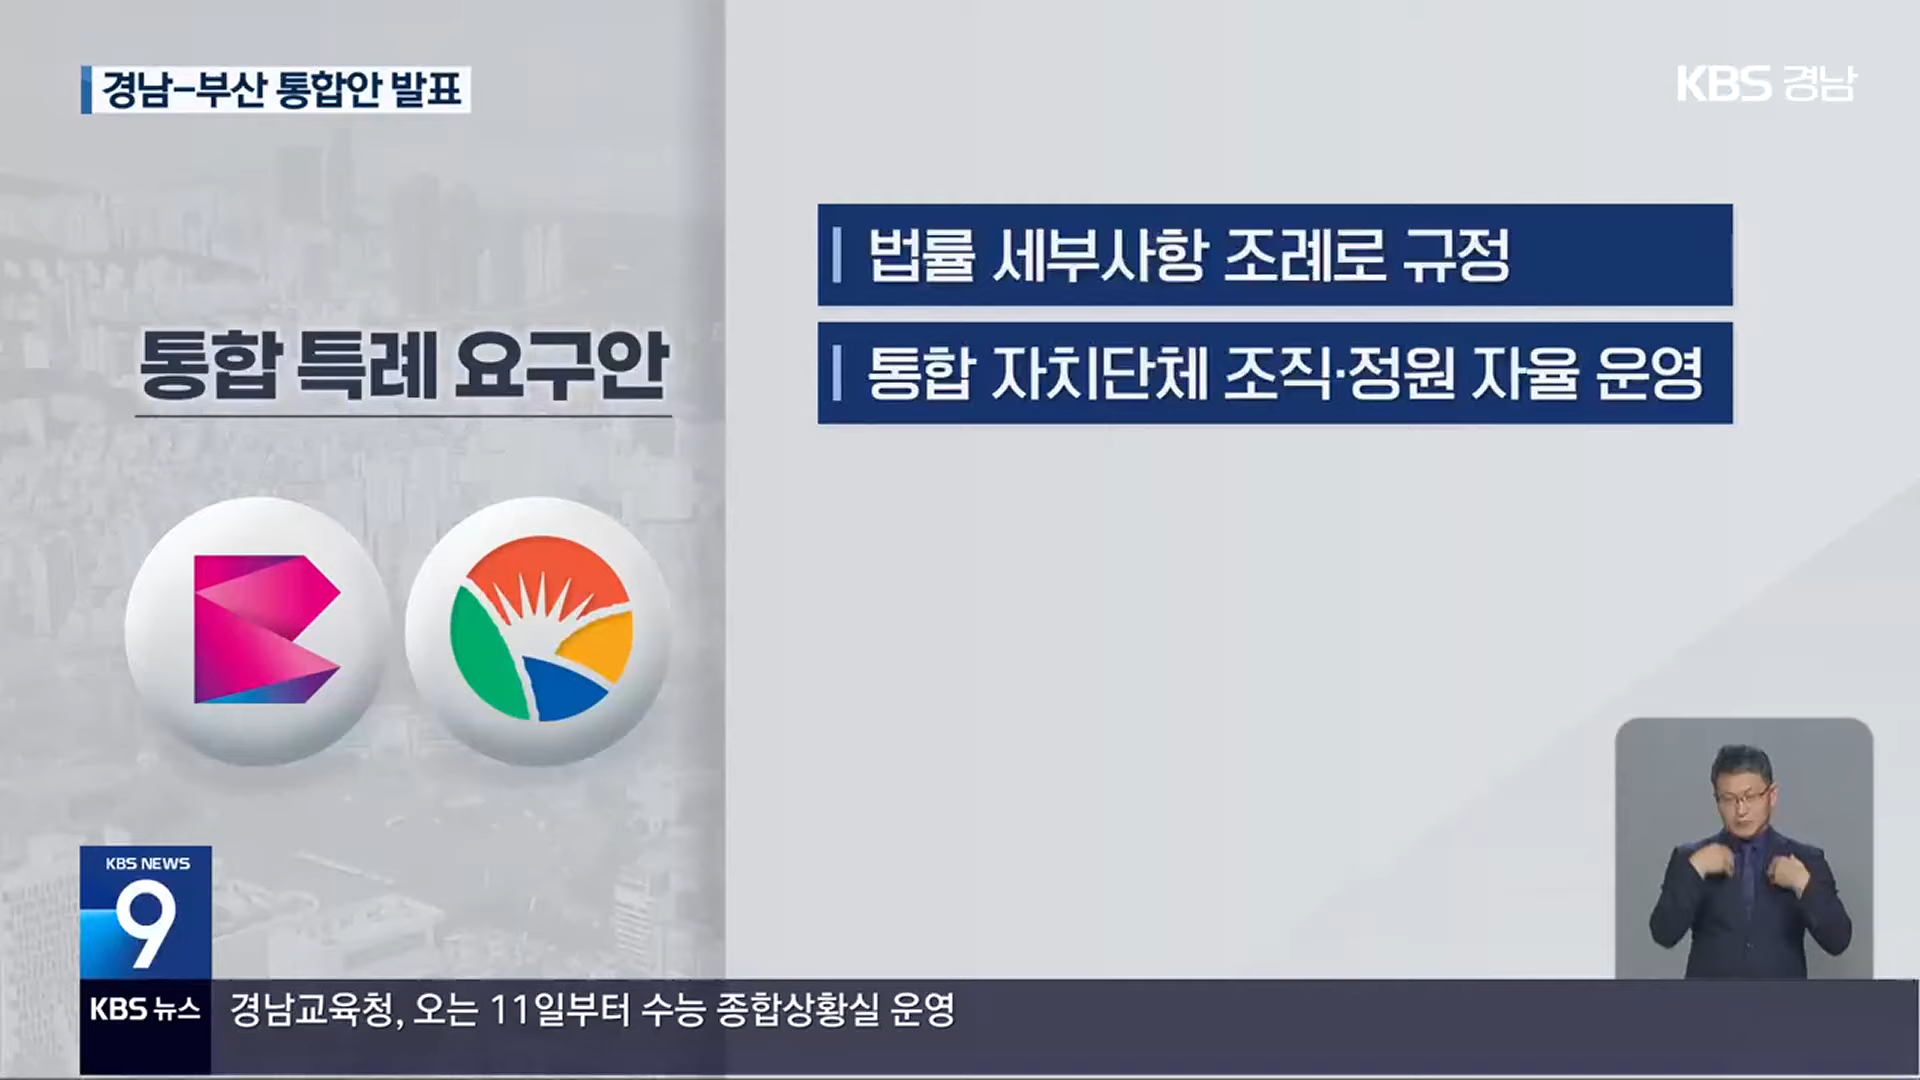 경남-부산 통합안 발표
KBS 경남
통합 특례 요구안
법률 세부사항 조례로 규정
통합 자치단체 조직·정원 자율 운영
KBS NEWS
9
KBS 뉴스
경남교육청, 오는 11일부터 수능 종합상황실 운영